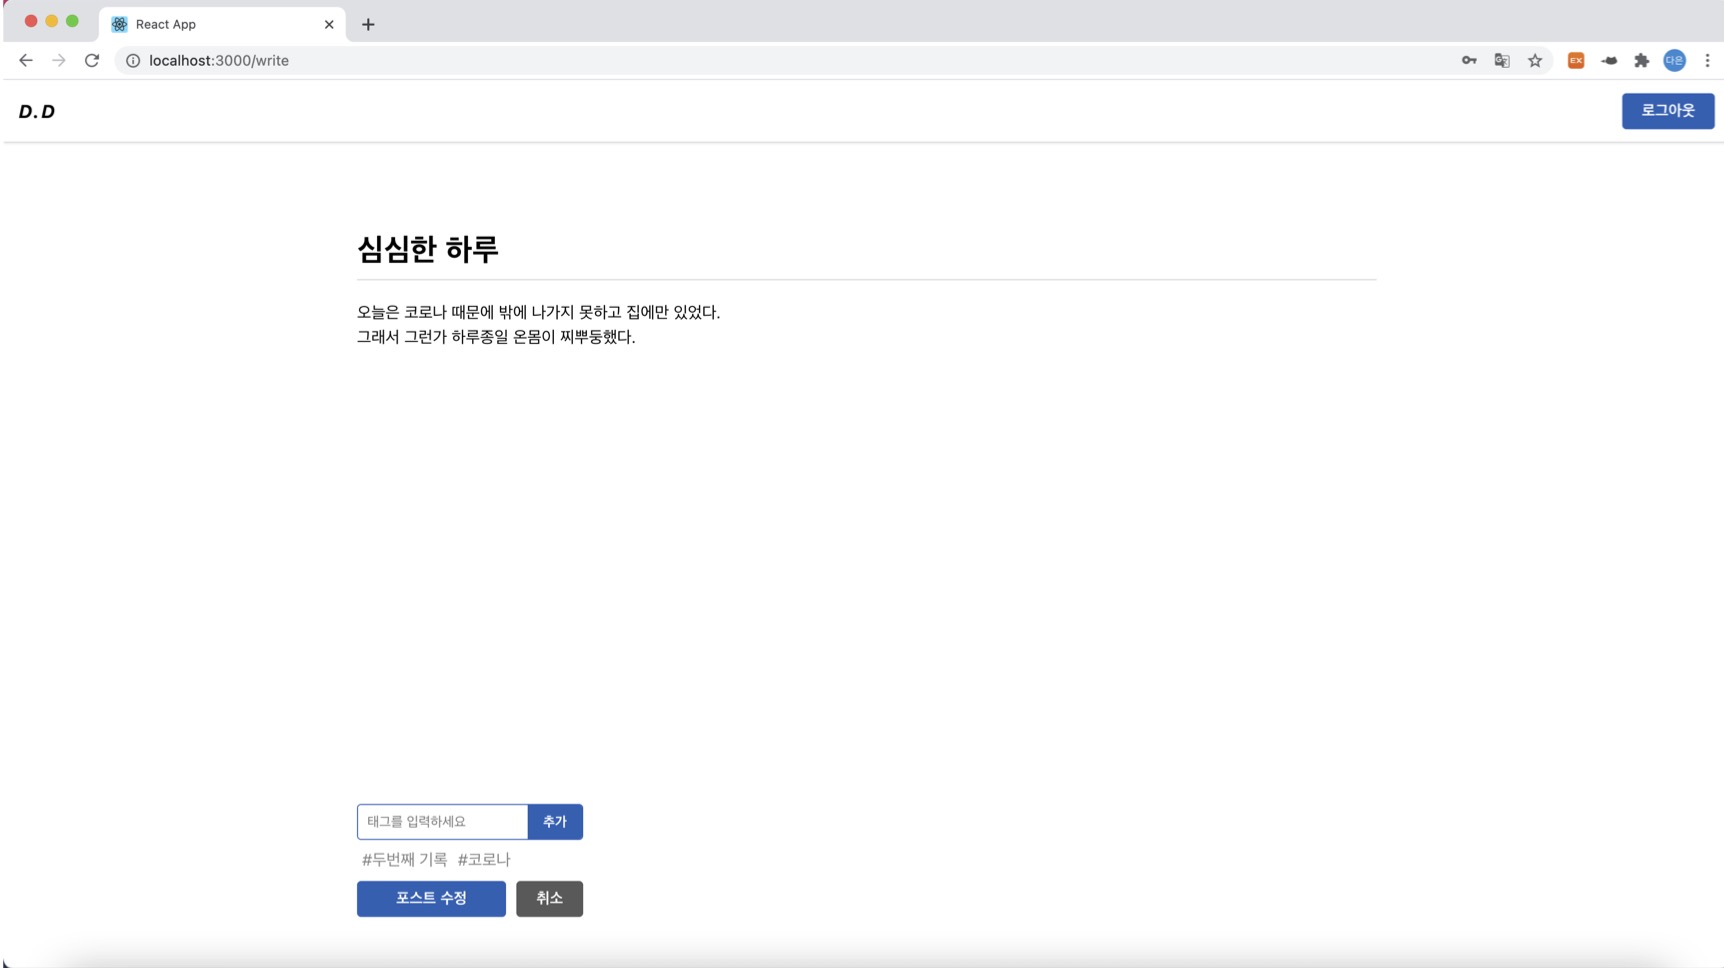 React App
localhost:3000/write
EX
다은
D.D
로그아웃
심심한 하루
오늘은 코로나 때문에 밖에 나가지 못하고 집에만 있었다.
그래서 그런가 하루종일 온몸이 찌뿌둥했다.
태그를 입력하세요 추가
#두번째 기록 #코로나
포스트 수정 취소